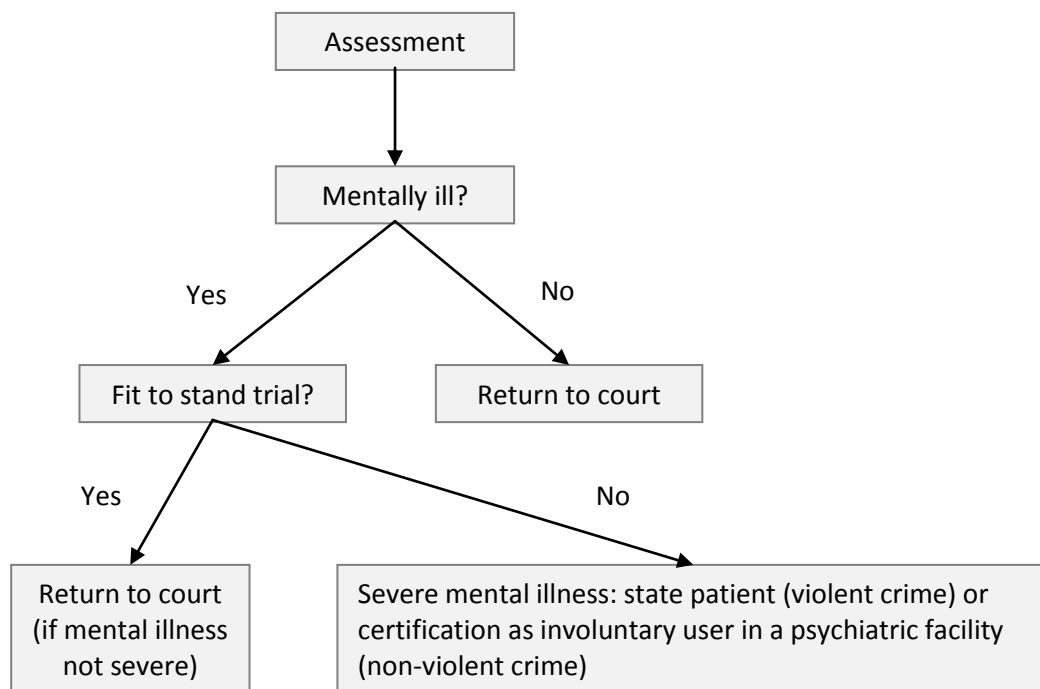 Assessment
Mentally ill?
Yes
No
Fit to stand trial?
Return to court
Yes
No
Return to court
(if mental illness
not severe)
Severe mental illness: state patient (violent crime) or
certification as involuntary user in a psychiatric facility
(non-violent crime)